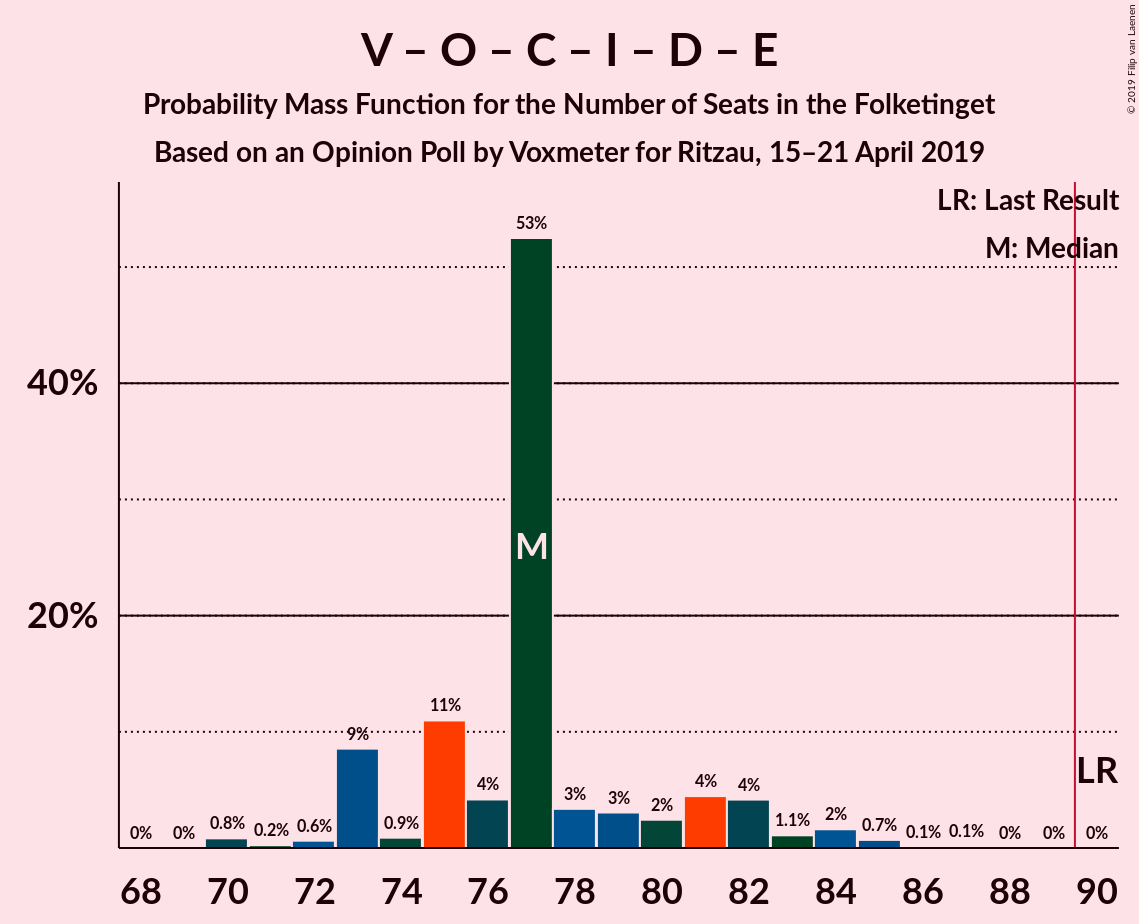 V – O – C – I – D – E
Probability Mass Function for the Number of Seats in the Folketinget
Based on an Opinion Poll by Voxmeter for Ritzau, 15–21 April 2019
© 2019 Filip van Laenen
LR: Last Result
M: Median
53%
40%
M
20%
11%
9%
LR
4%
4%
4%
3%
3%
2%
2%
1.1%
0.8%
0.9%
0.7%
0.2%
0.6%
0.1%
0.1%
0%
0%
0%
0%
0%
68 70 72 74 76 78 80 82 84 86 88 90